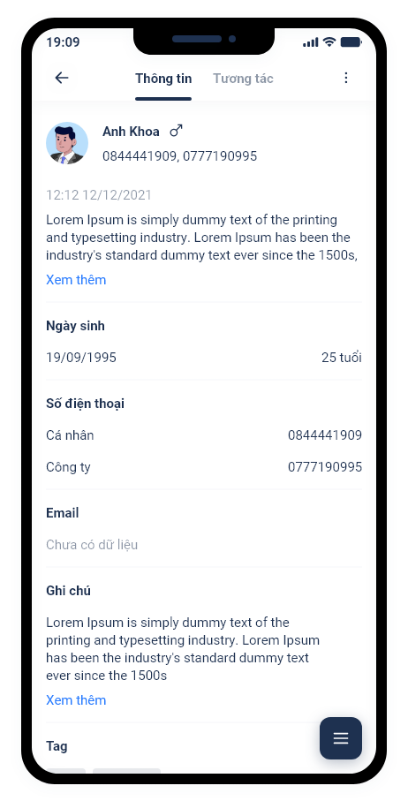 19:09
Thông tin
Tương tác
Anh Khoa
0844441909, 0777190995
12:12 12/12/2021
Lorem Ipsum is simply dummy text of the printing
and typesetting industry. Lorem Ipsum has been the
industry's standard dummy text ever since the 1500s,
Xem thêm
Ngày sinh
19/09/1995 25 tuổi
Số điện thoại
Cá nhân 0844441909
Công ty 0777190995
Email
Chưa có dữ liệu
Ghi chú
Lorem Ipsum is simply dummy text of the
printing and typesetting industry. Lorem Ipsum
has been the industry's standard dummy text
ever since the 1500s
Xem thêm
Tag